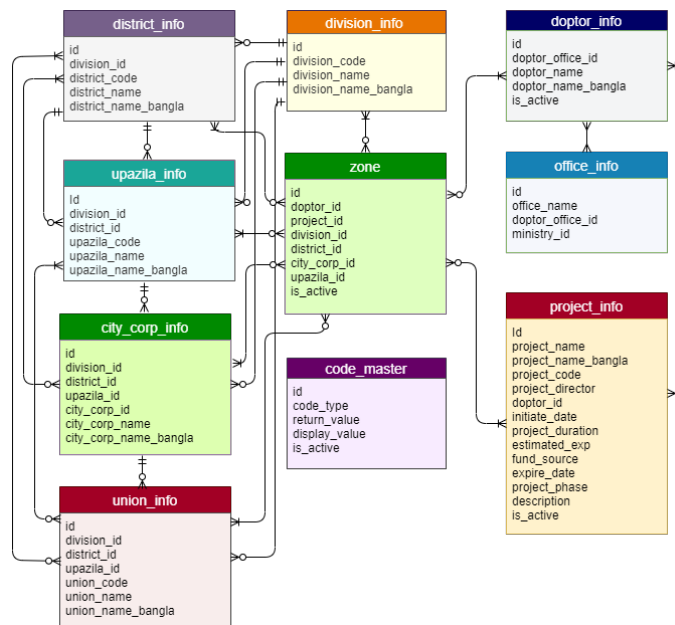 district_info
id
division_id
district_code
district_name
district_name_bangla
division_info
id
division_code
division_name
division_name_bangla
doptor_info
id
doptor_office_id
doptor_name
doptor_name_bangla
is_active
upazila_info
Id
division_id
district_id
upazila_code
upazila_name
upazila_name_bangla
zone
id
doptor_id
project_id
division_id
district_id
city_corp_id
upazila_id
is_active
office_info
id
office_name
doptor_office_id
ministry_id
city_corp_info
id
division_id
district_id
upazila_id
city_corp_id
city_corp_name
city_corp_name_bangla
code_master
id
code_type
return_value
display_value
is_active
project_info
Id
project_name
project_name_bangla
project_code
project_director
doptor_id
initiate_date
project_duration
estimated_exp
fund_source
expire_date
project_phase
description
is_active
union_info
id
division_id
district_id
upazila_id
union_code
union_name
union_name_bangla